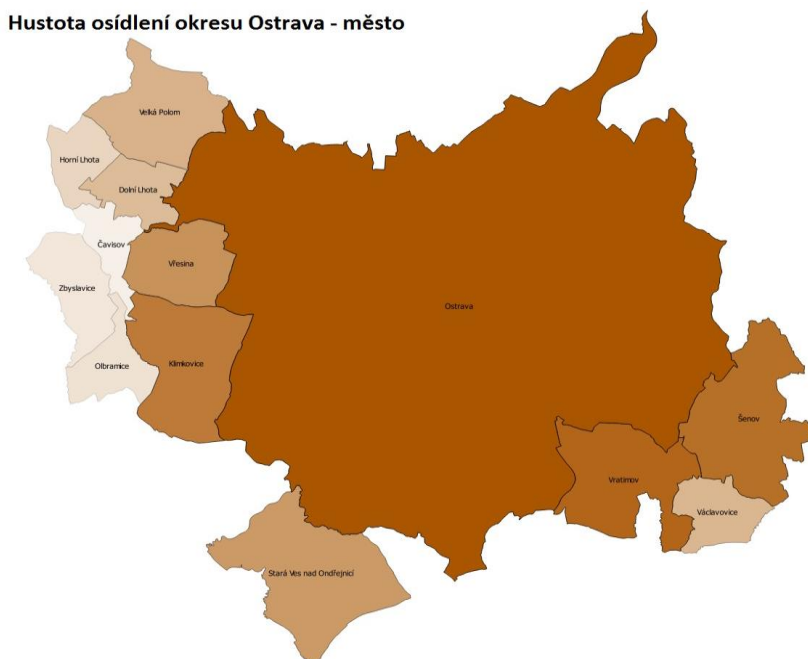 Hustota osídlení okresu Ostrava - město
Velká Polom
Horní Lhota
Dolní Lhota
Čavisov
Vřesina
Zbyslavice
Ostrava
Olbramice
Klimkovice
Šenov
Vratimov
Václavovice
Stará Ves nad Ondřejnicí